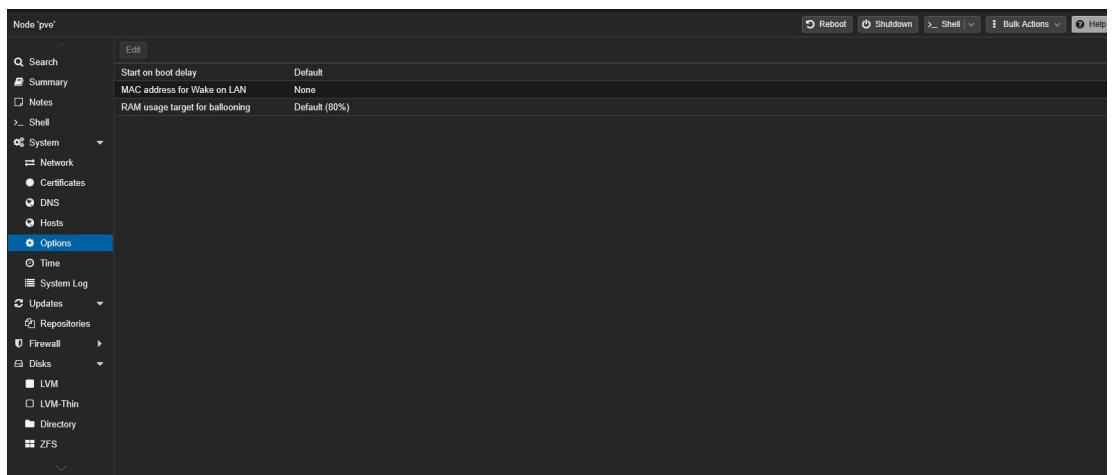 Node 'pve'
Reboot
Shutdown
Shell
Bulk Actions
Help
Search
Summary
Notes
>_ Shell
System
Network
Certificates
DNS
Hosts
Options
Time
System Log
Updates
Repositories
Firewall
Disks
LVM
LVM-Thin
Directory
ZFS
Edit
Start on boot delay Default
MAC address for Wake on LAN None
RAM usage target for ballooning Default (80%)